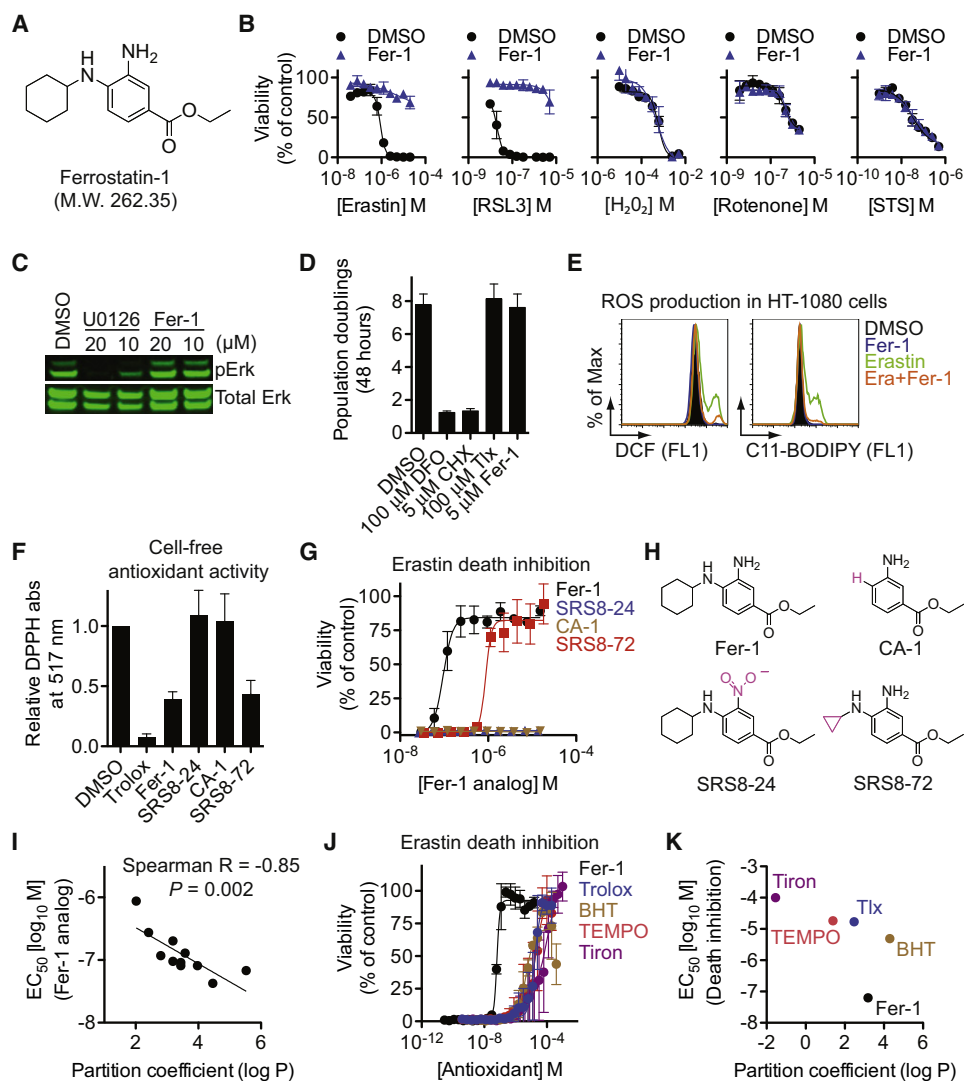 A
H
N
NH₂
O
O
Ferrostatin-1
(M.W. 262.35)
B
DMSO
Fer-1
DMSO
Fer-1
DMSO
Fer-1
DMSO
Fer-1
DMSO
Fer-1
Viability
(% of control)
100
50
0
10⁻⁸ 10⁻⁶ 10⁻⁴
10⁻⁹ 10⁻⁷ 10⁻⁵
10⁻⁶ 10⁻⁴ 10⁻²
10⁻⁹ 10⁻⁷ 10⁻⁵
10⁻¹⁰ 10⁻⁸ 10⁻⁶
[Erastin] M
[RSL3] M
[H₂0₂] M
[Rotenone] M
[STS] M
C
DMSO
U0126 Fer-1
20 10 20 10 (μM)
pErk
Total Erk
D
Population doublings
(48 hours)
8
6
4
2
0
DMSO
100 μM DFO
5 μM CHX
100 μM Tlx
5 μM Fer-1
E
ROS production in HT-1080 cells
DMSO
Fer-1
Erastin
Era+Fer-1
% of Max
DCF (FL1)
C11-BODIPY (FL1)
F
Cell-free
antioxidant activity
Relative DPPH abs
at 517 nm
1.0
0.5
0.0
DMSO
Trolox
Fer-1
SRS8-24
CA-1
SRS8-72
G
Erastin death inhibition
Fer-1
SRS8-24
CA-1
SRS8-72
Viability
(% of control)
100
75
50
25
0
10⁻⁸ 10⁻⁶ 10⁻⁴
[Fer-1 analog] M
H
H
N
NH₂
O
O
Fer-1
H
NH₂
O
O
CA-1
O
N
O
−
H
N
O
O
SRS8-24
H
N
NH₂
O
O
SRS8-72
I
Spearman R = -0.85
P = 0.002
EC₅₀ [log₁₀ M]
(Fer-1 analog)
-6
-7
-8
0 2 4 6
Partition coefficient (log P)
J
Erastin death inhibition
Fer-1
Trolox
BHT
TEMPO
Tiron
Viability
(% of control)
100
75
50
25
0
10⁻¹² 10⁻⁸ 10⁻⁴
[Antioxidant] M
K
EC₅₀ [log₁₀ M]
(Death inhibition)
-3
-4
-5
-6
-7
-8
Tiron
Tlx
TEMPO
BHT
Fer-1
-2 0 2 4 6
Partition coefficient (log P)